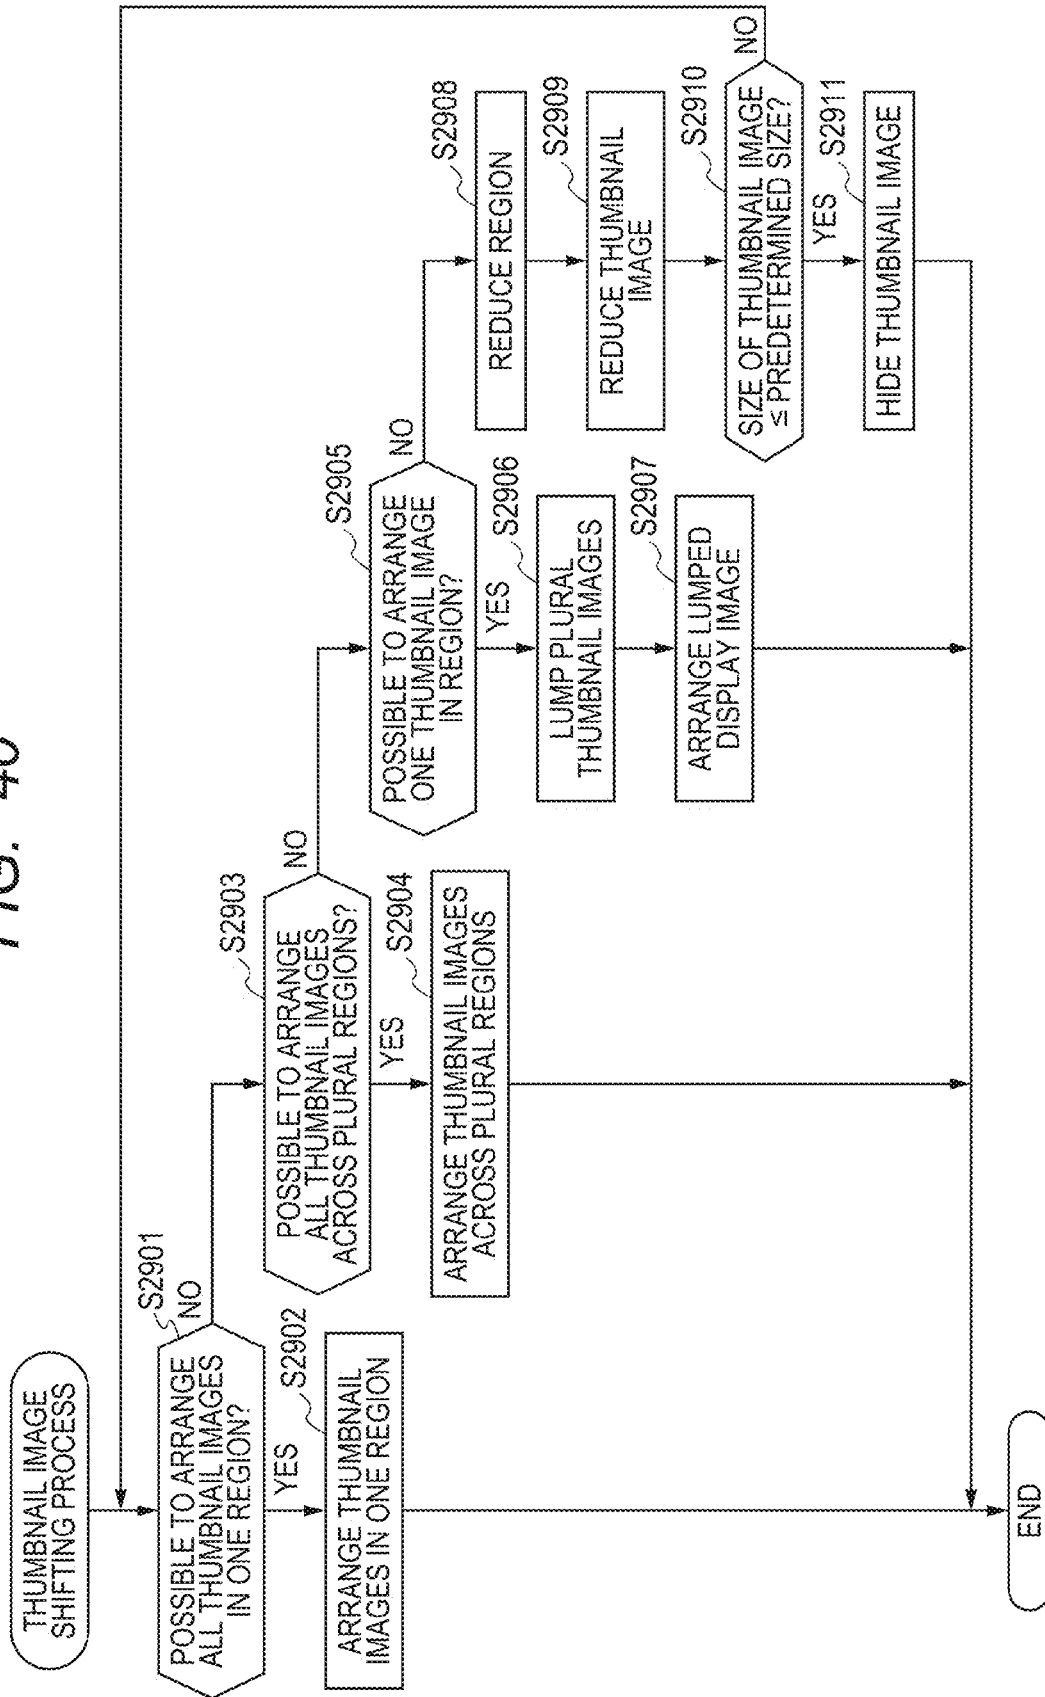 FIG. 40
THUMBNAIL IMAGE
SHIFTING PROCESS
S2901
POSSIBLE TO ARRANGE
ALL THUMBNAIL IMAGES
IN ONE REGION?
NO
YES
S2902
ARRANGE THUMBNAIL
IMAGES IN ONE REGION
S2903
POSSIBLE TO ARRANGE
ALL THUMBNAIL IMAGES
ACROSS PLURAL REGIONS?
NO
YES
S2904
ARRANGE THUMBNAIL IMAGES
ACROSS PLURAL REGIONS
S2905
POSSIBLE TO ARRANGE
ONE THUMBNAIL IMAGE
IN REGION?
NO
YES
S2906
LUMP PLURAL
THUMBNAIL IMAGES
S2907
ARRANGE LUMPED
DISPLAY IMAGE
S2908
REDUCE REGION
S2909
REDUCE THUMBNAIL
IMAGE
S2910
SIZE OF THUMBNAIL IMAGE
≤ PREDETERMINED SIZE?
NO
YES
S2911
HIDE THUMBNAIL IMAGE
END